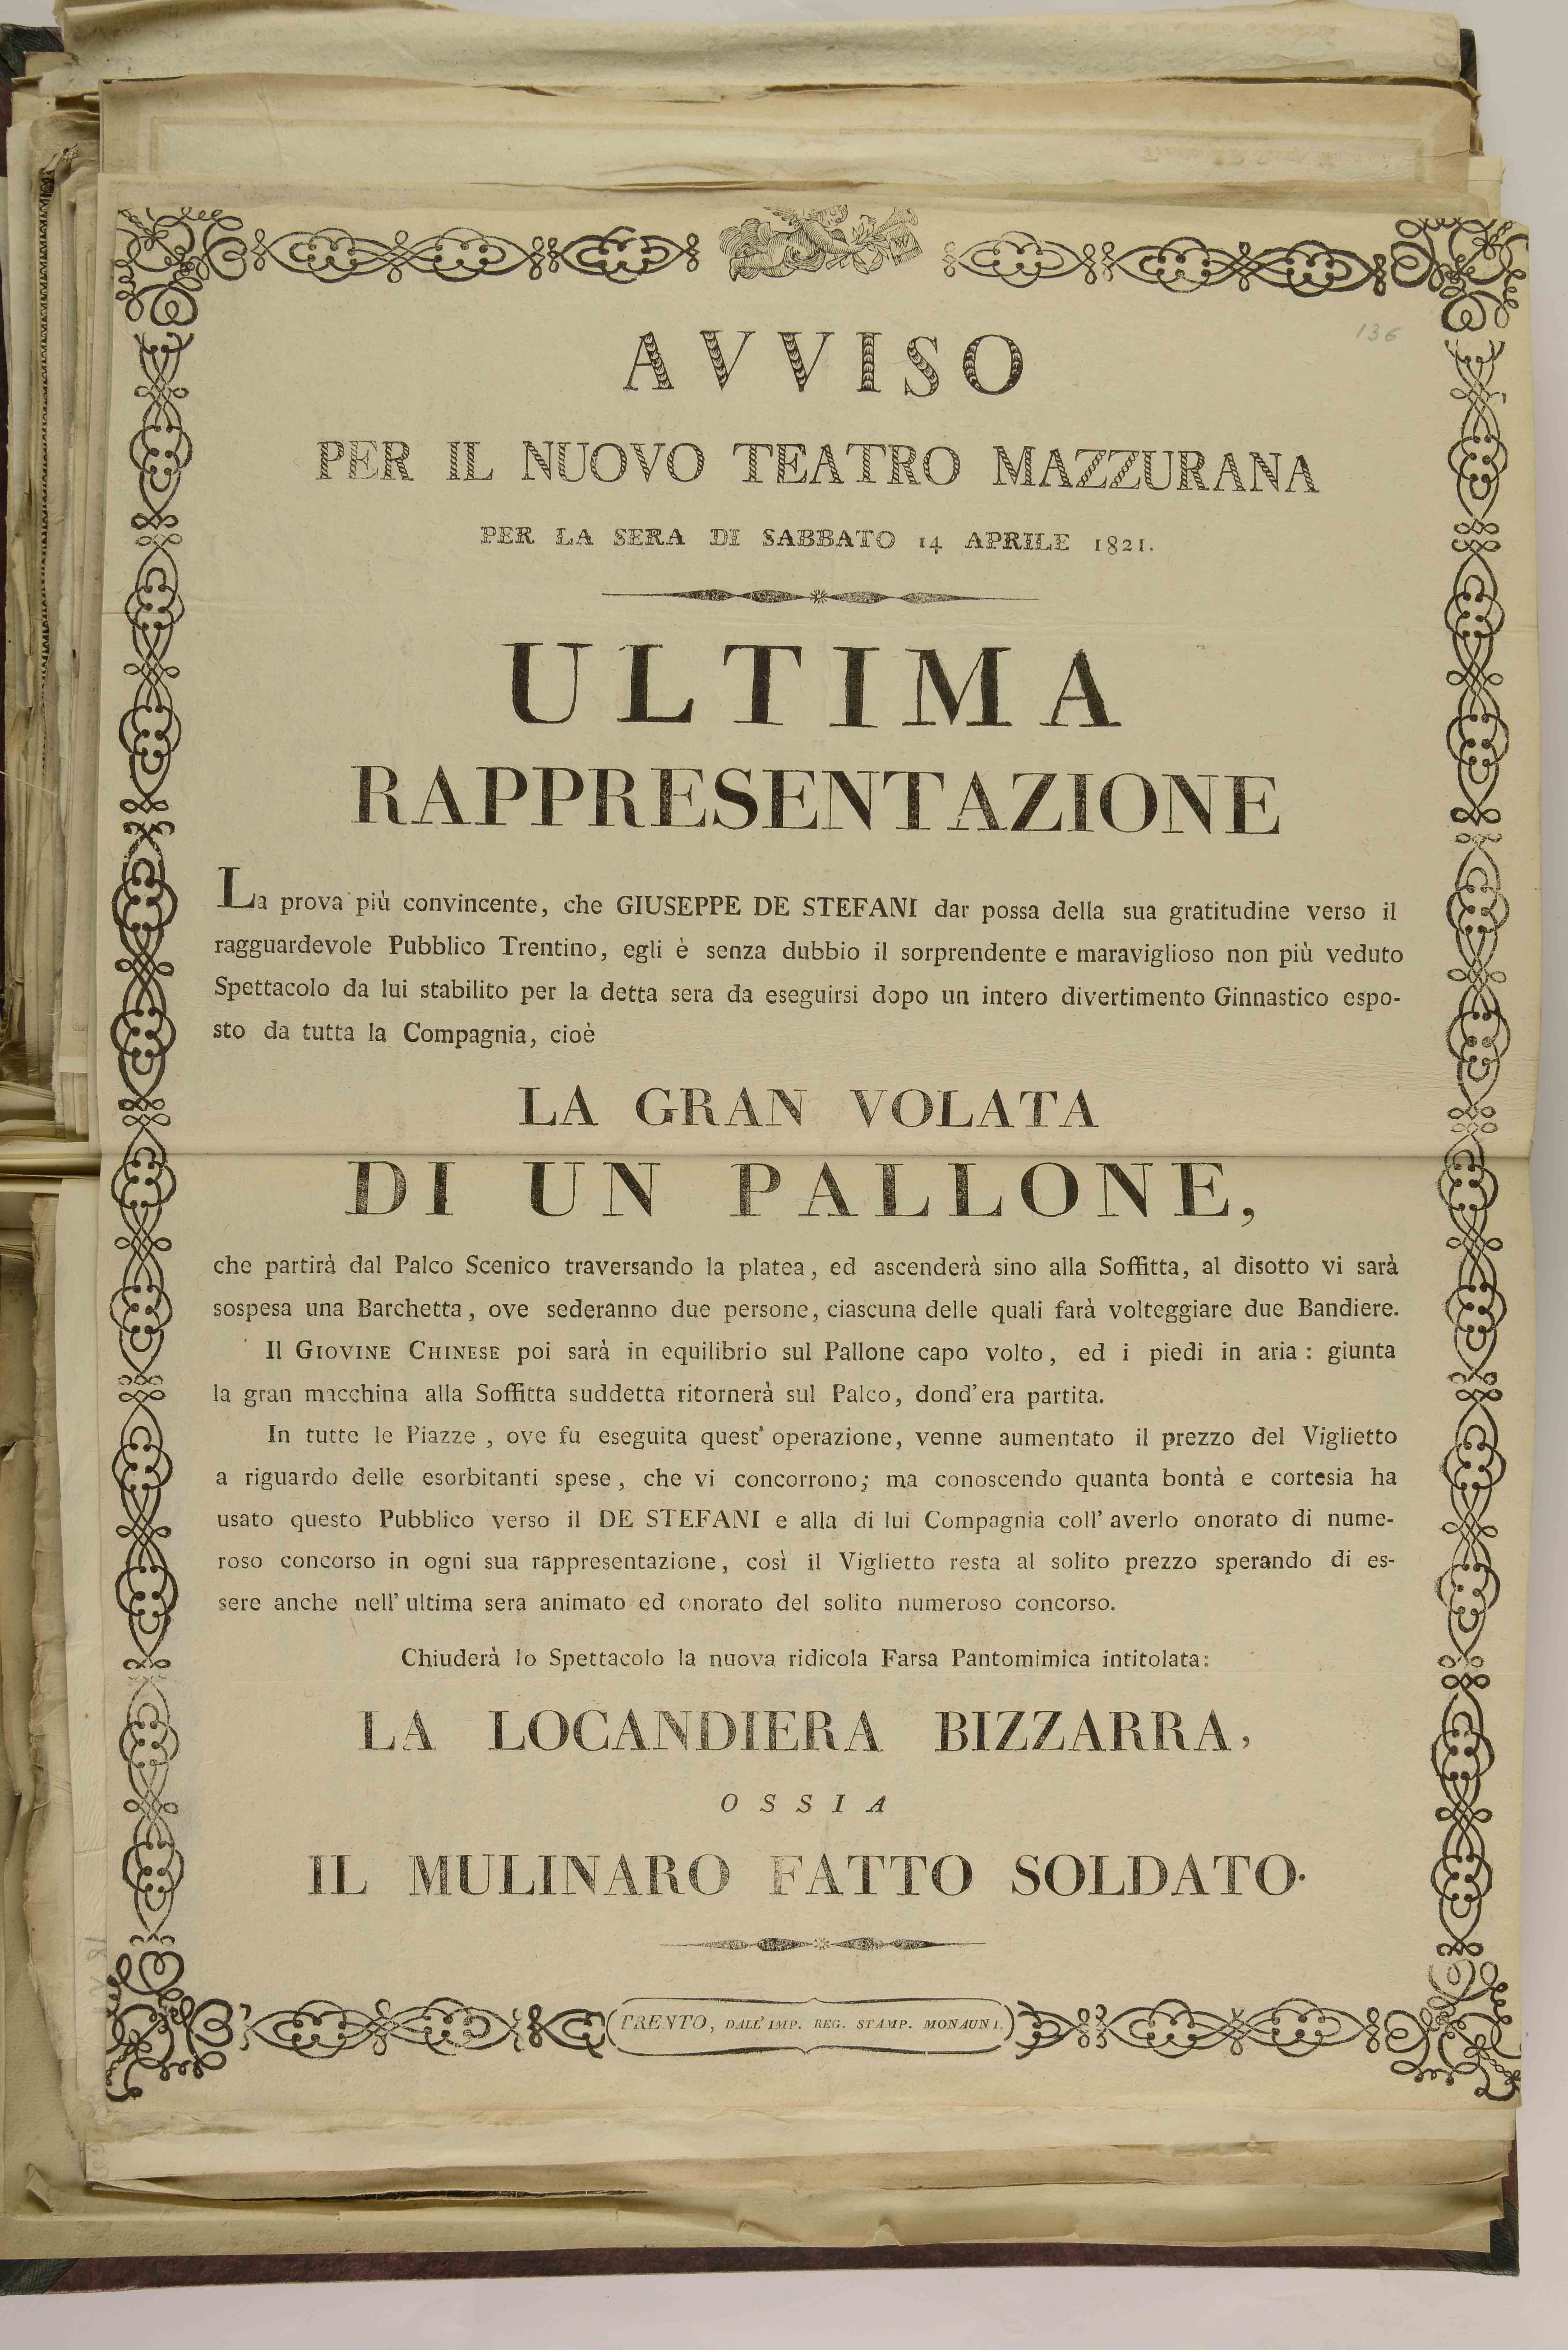 136
AVVISO
PER IL NUOVO TEATRO MAZZURANA
PER LA SERA DI SABBATO 14 APRILE 1821.
ULTIMA
RAPPRESENTAZIONE
La prova più convincente, che GIUSEPPE DE STEFANI dar possa della sua gratitudine verso il
ragguardevole Pubblico Trentino, egli è senza dubbio il sorprendente e maraviglioso non più veduto
Spettacolo da lui stabilito per la detta sera da eseguirsi dopo un intero divertimento Ginnastico espo-
sto da tutta la Compagnia, cioè
LA GRAN VOLATA
DI UN PALLONE,
che partirà dal Palco Scenico traversando la platea, ed ascenderà sino alla Soffitta, al disotto vi sarà
sospesa una Barchetta, ove sederanno due persone, ciascuna delle quali farà volteggiare due Bandiere.
Il GIOVINE CHINESE poi sarà in equilibrio sul Pallone capo volto, ed i piedi in aria: giunta
la gran macchina alla Soffitta suddetta ritornerà sul Palco, dond'era partita.
In tutte le Piazze, ove fu eseguita quest' operazione, venne aumentato il prezzo del Viglietto
a riguardo delle esorbitanti spese, che vi concorrono; ma conoscendo quanta bontà e cortesia ha
usato questo Pubblico verso il DE STEFANI e alla di lui Compagnia coll' averlo onorato di nume-
roso concorso in ogni sua rappresentazione, così il Viglietto resta al solito prezzo sperando di es-
sere anche nell' ultima sera animato ed onorato del solito numeroso concorso.
Chiuderà lo Spettacolo la nuova ridicola Farsa Pantomimica intitolata:
LA LOCANDIERA BIZZARRA,
OSSIA
IL MULINARO FATTO SOLDATO.
TRENTO, DALL' IMP. REG. STAMP. MONAUNI.